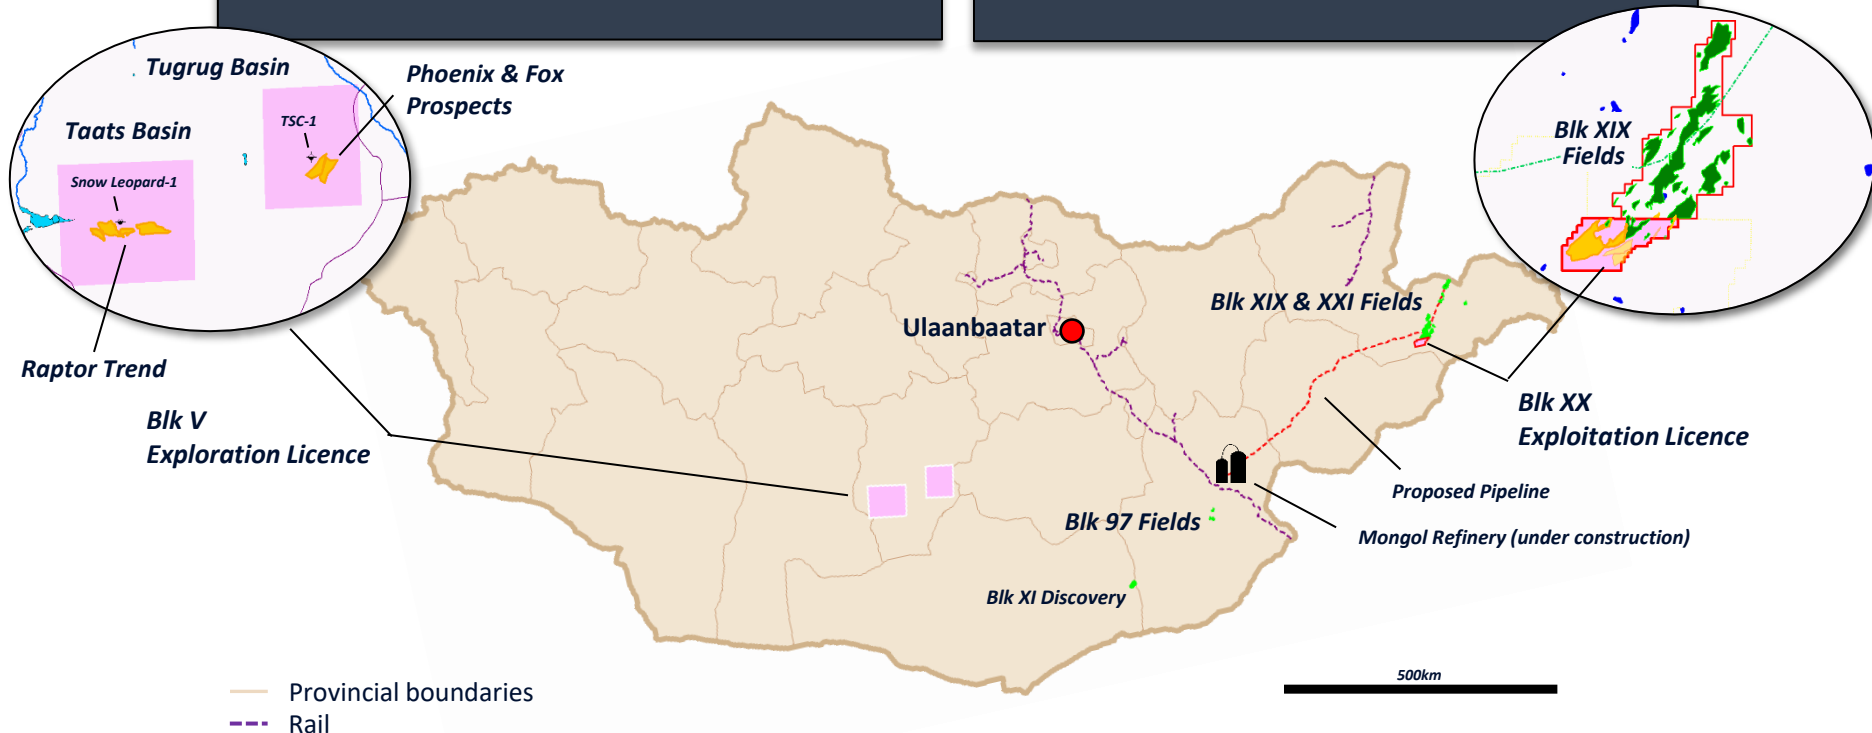 Tugrug Basin
Phoenix & Fox
Prospects
TSC-1
Taats Basin
Snow Leopard-1
Raptor Trend
Blk V
Exploration Licence
Blk XIX
Fields
Blk XIX & XXI Fields
Ulaanbaatar
Blk XX
Exploitation Licence
Proposed Pipeline
Mongol Refinery (under construction)
Blk 97 Fields
Blk XI Discovery
500km
Provincial boundaries
Rail